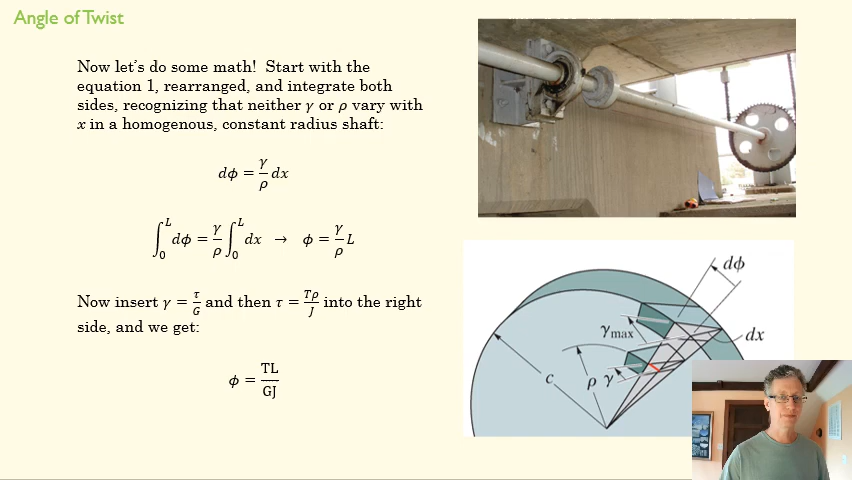 Angle of Twist
Now let's do some math! Start with the
equation 1, rearranged, and integrate both
sides, recognizing that neither γ or ρ vary with
x in a homogenous, constant radius shaft:
dϕ = γ/ρ dx
∫₀ᴸ dϕ = γ/ρ ∫₀ᴸ dx → ϕ = γ/ρ L
Now insert γ = τ/G and then τ = Tρ/J into the right
side, and we get:
ϕ = TL/GJ
dϕ
γmax
dx
c
ρ
γ